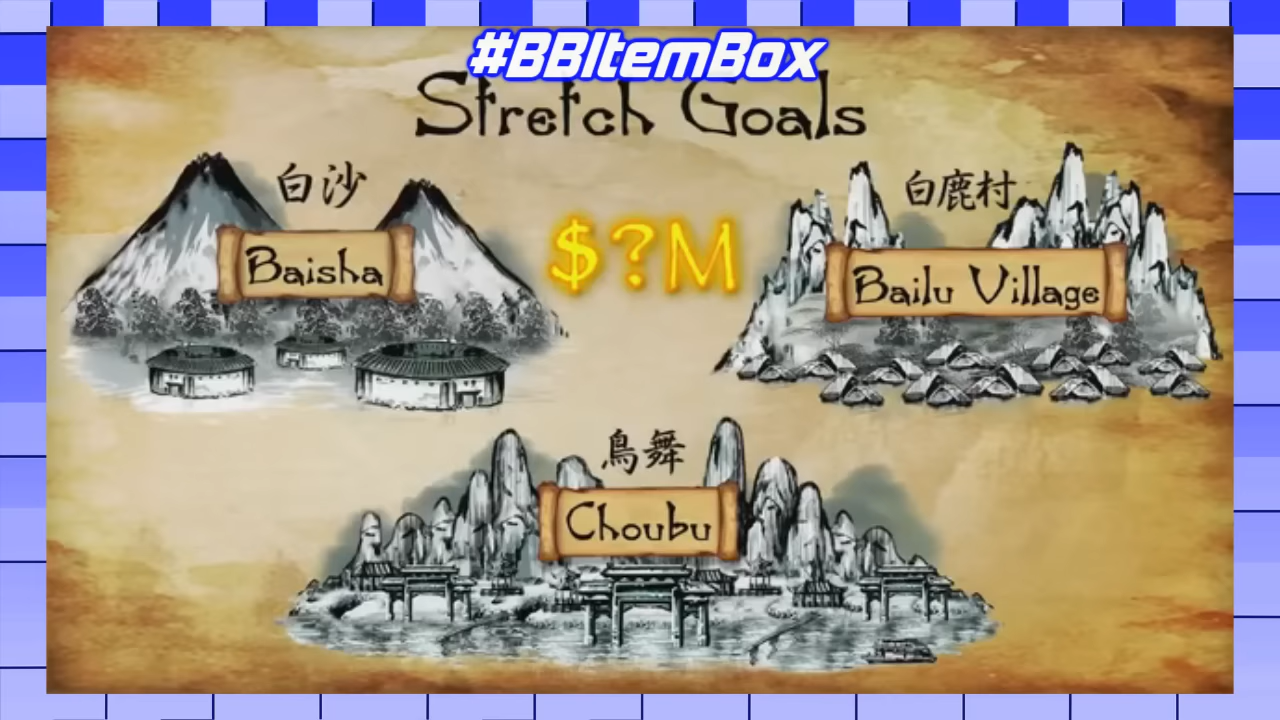 #BBItemBox
Stretch Goals
白沙
Baisha
$?M
白鹿村
Bailu Village
鳥舞
Choubu